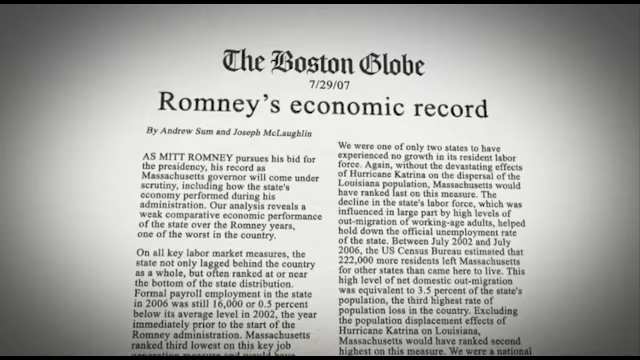 The Boston Globe
7/29/07
Romney's economic record
By Andrew Sum and Joseph McLaughlin
AS MITT ROMNEY pursues his bid for
the presidency, his record as
Massachusetts governor will come under
scrutiny, including how the state's
economy performed during his
administration. Our analysis reveals a
weak comparative economic performance
of the state over the Romney years,
one of the worst in the country.
On all key labor market measures, the
state not only lagged behind the country
as a whole, but often ranked at or near
the bottom of the state distribution.
Formal payroll employment in the state
in 2006 was still 16,000 or 0.5 percent
below its average level in 2002, the year
immediately prior to the start of the
Romney administration. Massachusetts
ranked third lowest on this key job
generation measure and would have
We were one of only two states to have
experienced no growth in its resident labor
force. Again, without the devastating effects
of Hurricane Katrina on the dispersal of the
Louisiana population, Massachusetts would
have ranked last on this measure. The
decline in the state's labor force, which was
influenced in large part by high levels of
out-migration of working-age adults, helped
hold down the official unemployment rate
of the state. Between July 2002 and July
2006, the US Census Bureau estimated that
222,000 more residents left Massachusetts
for other states than came here to live. This
high level of net domestic out-migration
was equivalent to 3.5 percent of the state's
population, the third highest rate of
population loss in the country. Excluding
the population displacement effects of
Hurricane Katrina on Louisiana,
Massachusetts would have ranked second
highest on this measure. We were a national